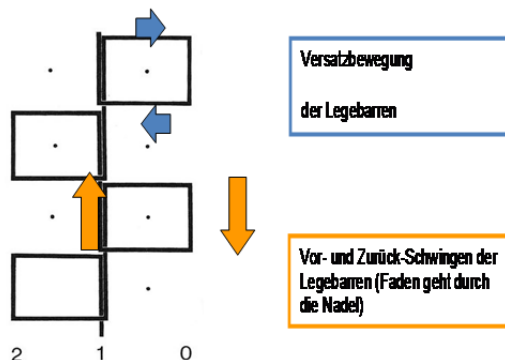 Versatzbewegung
der Legebarren
Vor- und Zurück-Schwingen der
Legebarren (Faden geht durch
die Nadel)
2 1 0